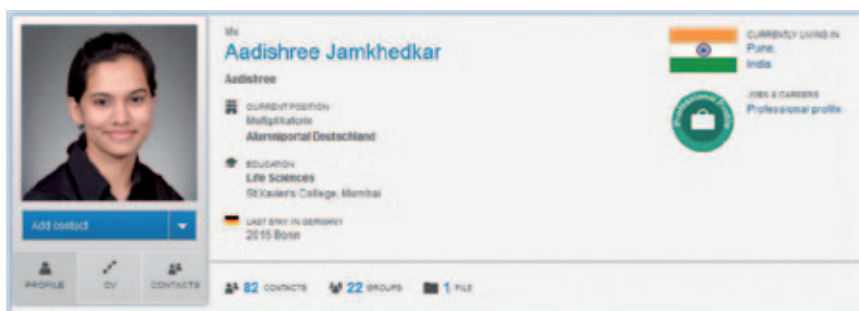 Ms
Aadishree Jamkhedkar
Aadishree
CURRENT POSITION
Multiplikatorin
Alumniportal Deutschland
EDUCATION
Life Sciences
St Xavier's College, Mumbai
LAST STAY IN GERMANY
2015 Bonn
CURRENTLY LIVING IN
Pune,
India
Professional Profile
JOBS & CAREERS
Professional profile
Add contact
PROFILE
CV
CONTACTS
82 CONTACTS 22 GROUPS 1 FILE